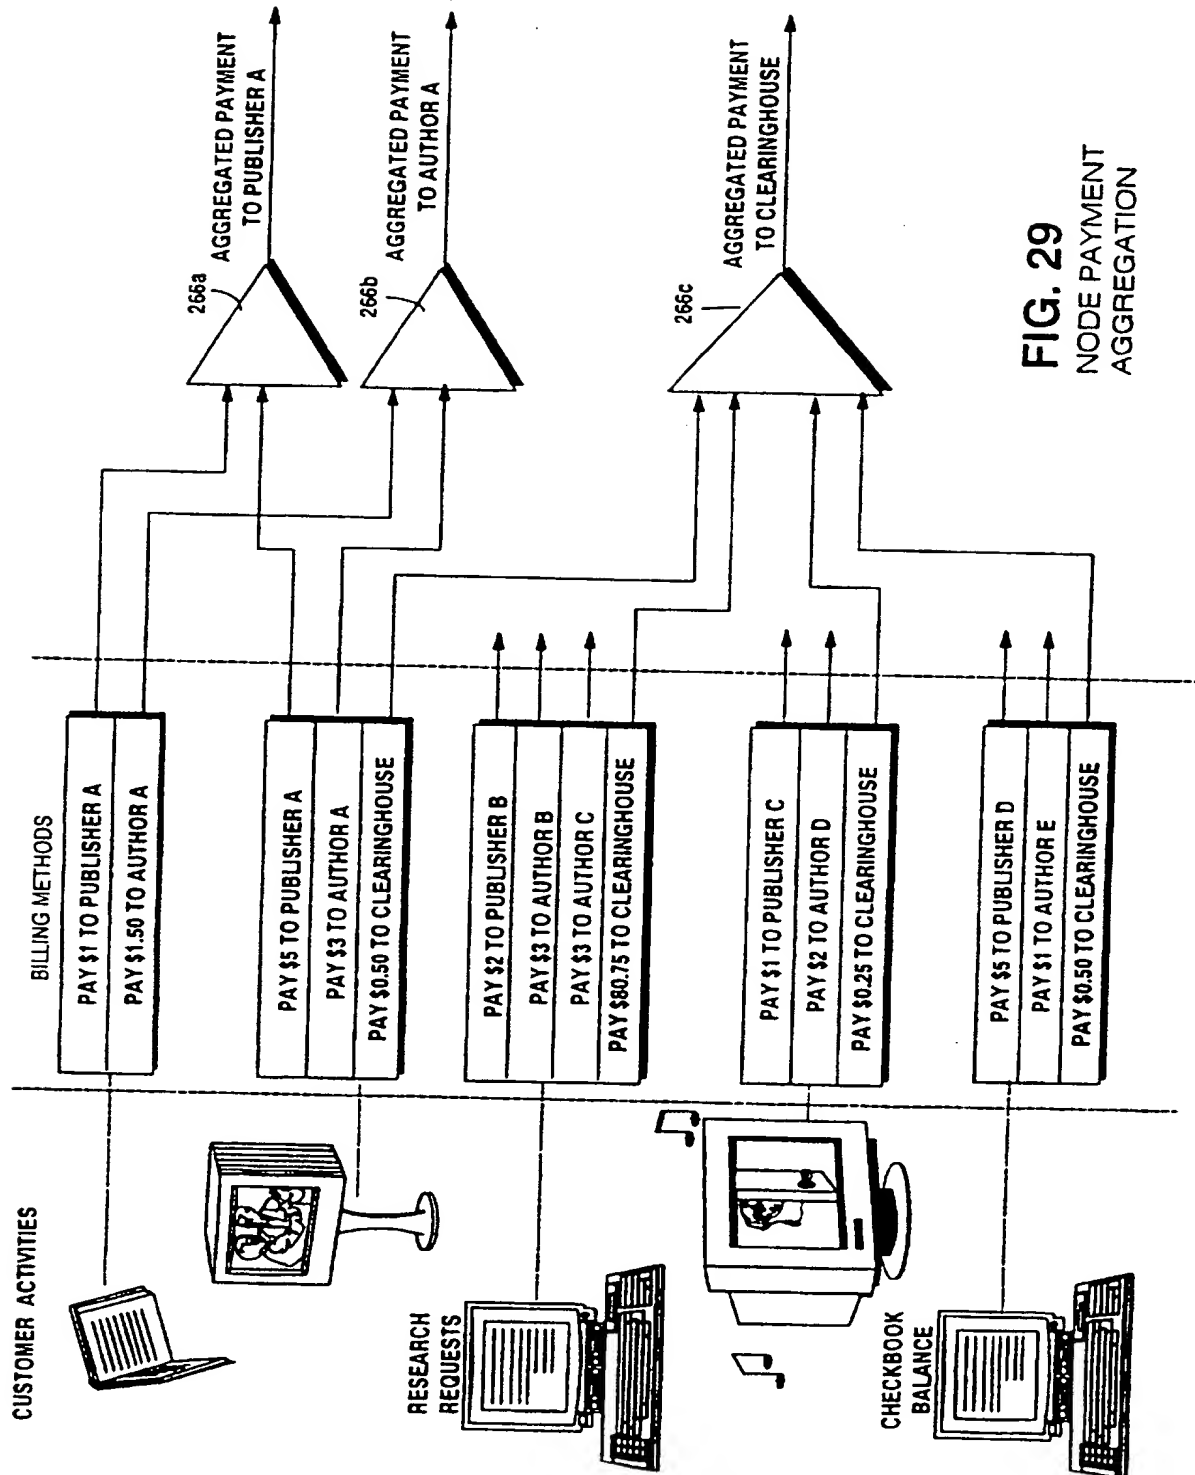 CUSTOMER ACTIVITIES
BILLING METHODS
PAY $1 TO PUBLISHER A
PAY $1.50 TO AUTHOR A
PAY $5 TO PUBLISHER A
PAY $3 TO AUTHOR A
PAY $0.50 TO CLEARINGHOUSE
RESEARCH
REQUESTS
PAY $2 TO PUBLISHER B
PAY $3 TO AUTHOR B
PAY $3 TO AUTHOR C
PAY $80.75 TO CLEARINGHOUSE
PAY $1 TO PUBLISHER C
PAY $2 TO AUTHOR D
PAY $0.25 TO CLEARINGHOUSE
CHECKBOOK
BALANCE
PAY $5 TO PUBLISHER D
PAY $1 TO AUTHOR E
PAY $0.50 TO CLEARINGHOUSE
266a
AGGREGATED PAYMENT
TO PUBLISHER A
266b
AGGREGATED PAYMENT
TO AUTHOR A
266c
AGGREGATED PAYMENT
TO CLEARINGHOUSE
FIG. 29
NODE PAYMENT
AGGREGATION